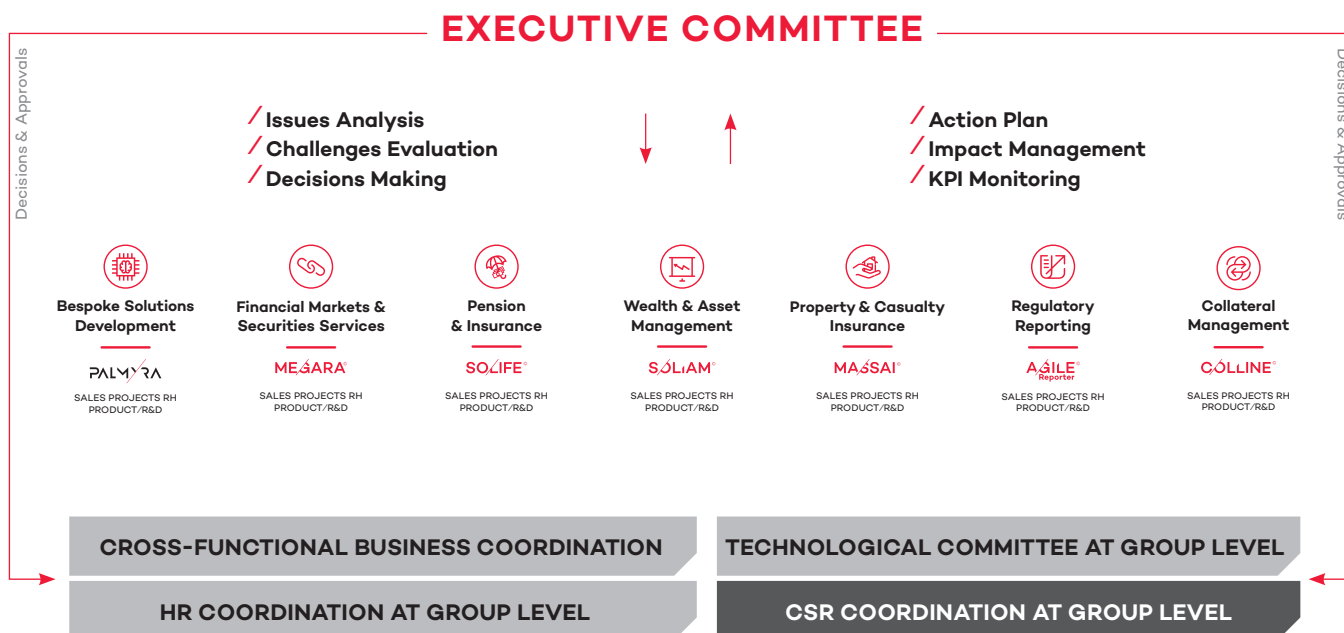 EXECUTIVE COMMITTEE
Decisions & Approvals
Decisions & Approvals
/ Issues Analysis
/ Challenges Evaluation
/ Decisions Making
/ Action Plan
/ Impact Management
/ KPI Monitoring
Bespoke Solutions
Development
PALMYRA
SALES PROJECTS RH
PRODUCT/R&D
Financial Markets &
Securities Services
MEGARA®
SALES PROJECTS RH
PRODUCT/R&D
Pension
& Insurance
SOLIFE®
SALES PROJECTS RH
PRODUCT/R&D
Wealth & Asset
Management
SOLIAM®
SALES PROJECTS RH
PRODUCT/R&D
Property & Casualty
Insurance
MASSAI®
SALES PROJECTS RH
PRODUCT/R&D
Regulatory
Reporting
AGILE®
Reporter
SALES PROJECTS RH
PRODUCT/R&D
Collateral
Management
COLLINE®
SALES PROJECTS RH
PRODUCT/R&D
CROSS-FUNCTIONAL BUSINESS COORDINATION
TECHNOLOGICAL COMMITTEE AT GROUP LEVEL
HR COORDINATION AT GROUP LEVEL
CSR COORDINATION AT GROUP LEVEL